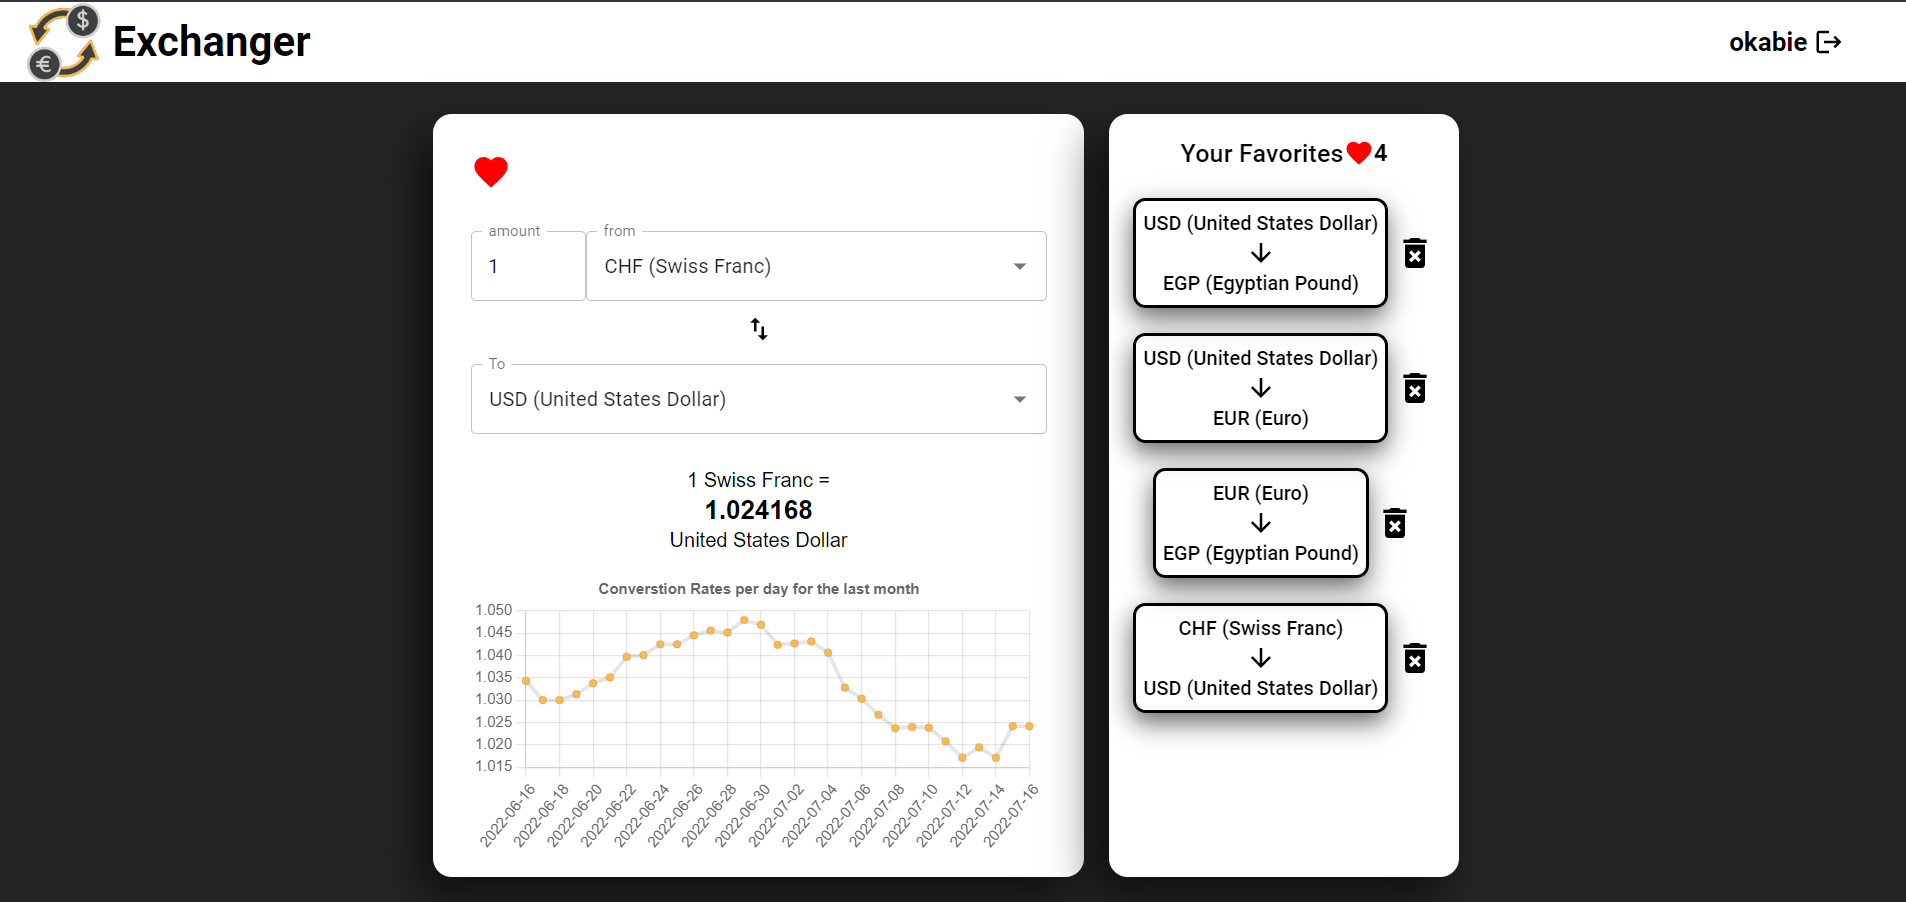 $
€
Exchanger
okabie
amount
1
from
CHF (Swiss Franc)
To
USD (United States Dollar)
1 Swiss Franc =
1.024168
United States Dollar
Converstion Rates per day for the last month
1.050
1.045
1.040
1.035
1.030
1.025
1.020
1.015
2022-06-16
2022-06-18
2022-06-20
2022-06-22
2022-06-24
2022-06-26
2022-06-28
2022-06-30
2022-07-02
2022-07-04
2022-07-06
2022-07-08
2022-07-10
2022-07-12
2022-07-14
2022-07-16
Your Favorites 4
USD (United States Dollar)
EGP (Egyptian Pound)
USD (United States Dollar)
EUR (Euro)
EUR (Euro)
EGP (Egyptian Pound)
CHF (Swiss Franc)
USD (United States Dollar)